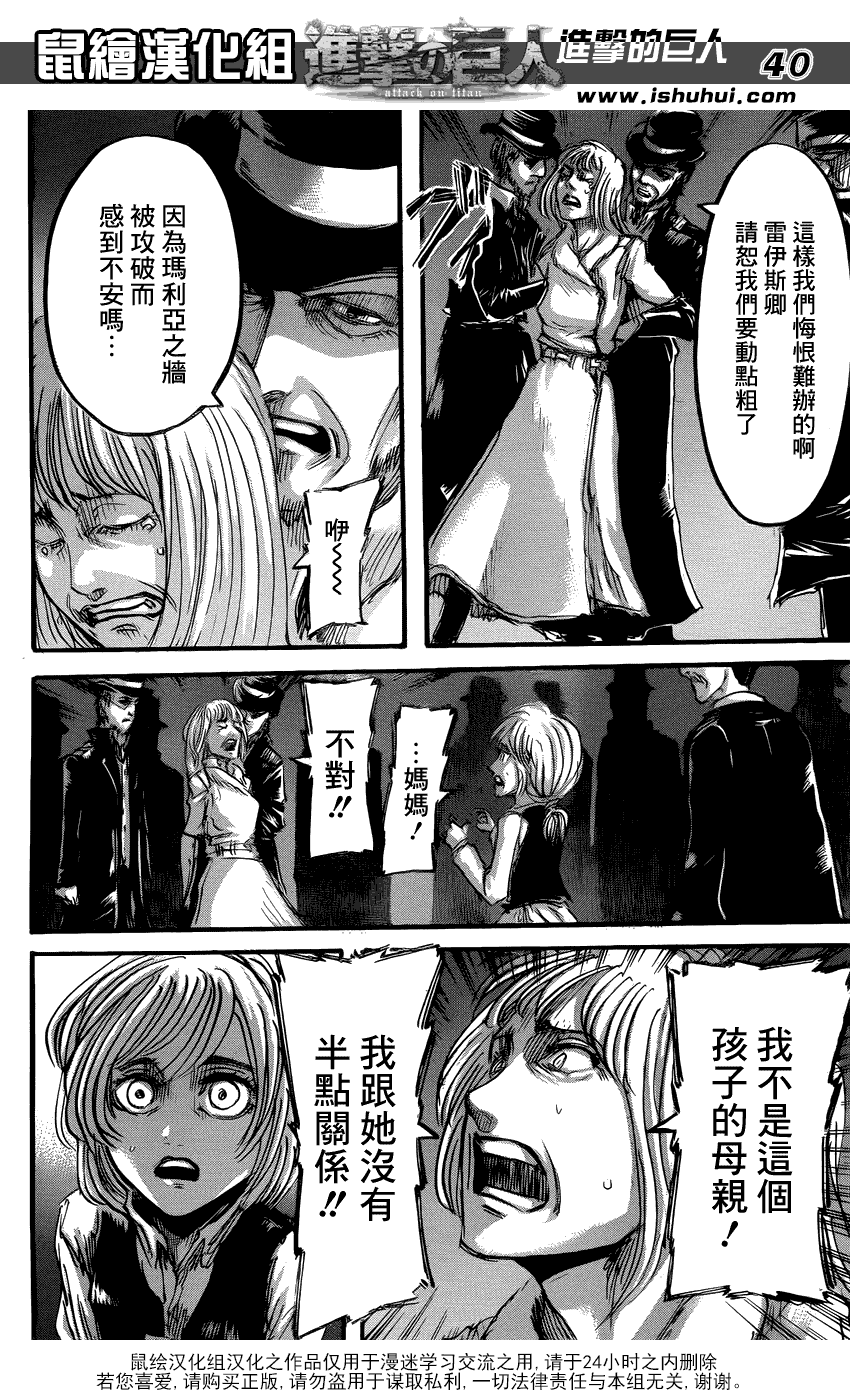 鼠繪漢化組
進撃の巨人
attack on titan
進擊的巨人
www.ishuhui.com
40
這樣我們悔恨難辦的啊
雷伊斯卿
請恕我們要動點粗了
因為瑪利亞之牆
被攻破而
感到不安嗎…
咿~~~
…媽媽！
不對!!
我不是這個
孩子的母親！
我跟她沒有
半點關係!!
鼠绘汉化组汉化之作品仅用于漫迷学习交流之用,请于24小时之内删除
若您喜爱,请购买正版,请勿盗用于谋取私利,一切法律责任与本组无关,谢谢.